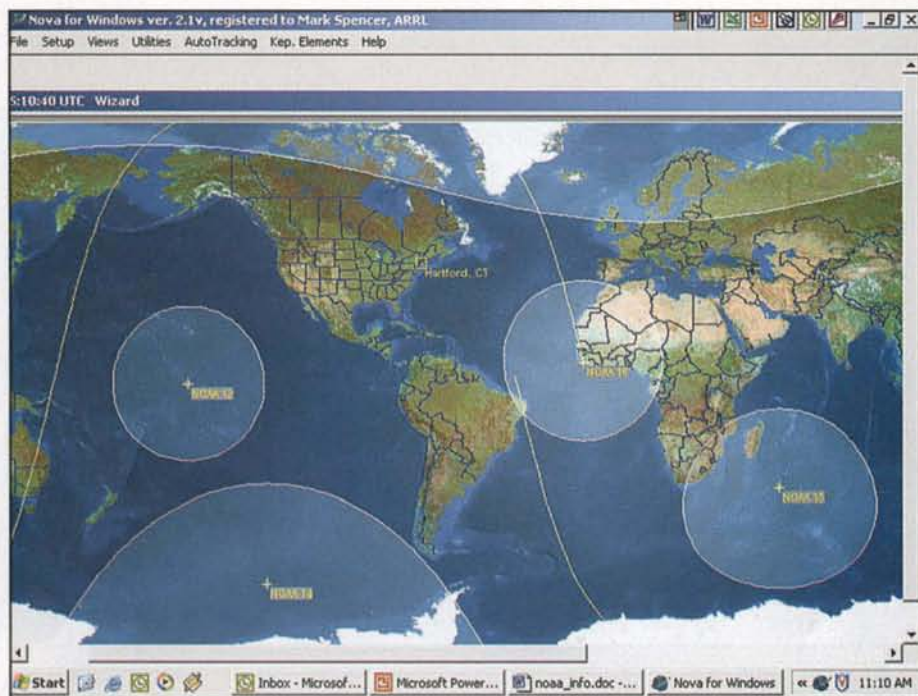 Nova for Windows ver. 2.1v, registered to Mark Spencer, ARRL
File Setup Views Utilities AutoTracking Kep. Elements Help
5:10:40 UTC - Wizard
Hartford, CT
NOAA 12
NOAA 15
NOAA 14
Start Inbox - Microsof... Microsoft Power... noaa_info.doc -... Nova for Windows « 11:10 AM